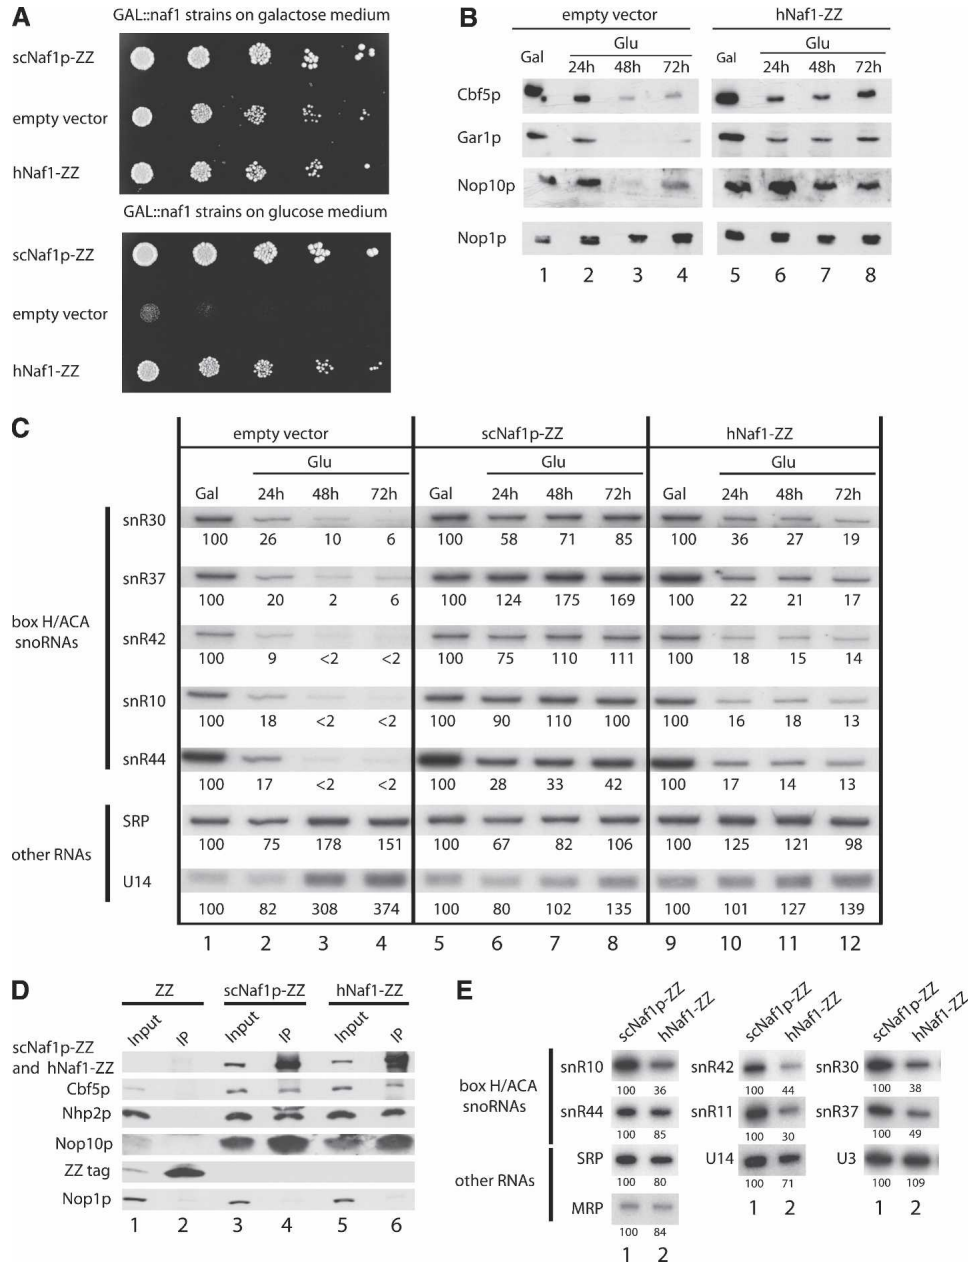 A
GAL::naf1 strains on galactose medium
scNaf1p-ZZ
empty vector
hNaf1-ZZ
GAL::naf1 strains on glucose medium
scNaf1p-ZZ
empty vector
hNaf1-ZZ
B
empty vector hNaf1-ZZ
Gal Glu Gal Glu
24h 48h 72h 24h 48h 72h
Cbf5p
Gar1p
Nop10p
Nop1p
1 2 3 4 5 6 7 8
C
empty vector scNaf1p-ZZ hNaf1-ZZ
Glu Glu Glu
Gal 24h 48h 72h Gal 24h 48h 72h Gal 24h 48h 72h
box H/ACA snoRNAs
snR30
100 26 10 6 100 58 71 85 100 36 27 19
snR37
100 20 2 6 100 124 175 169 100 22 21 17
snR42
100 9 <2 <2 100 75 110 111 100 18 15 14
snR10
100 18 <2 <2 100 90 110 100 100 16 18 13
snR44
100 17 <2 <2 100 28 33 42 100 17 14 13
other RNAs
SRP
100 75 178 151 100 67 82 106 100 125 121 98
U14
100 82 308 374 100 80 102 135 100 101 127 139
1 2 3 4 5 6 7 8 9 10 11 12
D
ZZ scNaf1p-ZZ hNaf1-ZZ
Input IP Input IP Input IP
scNaf1p-ZZ
and hNaf1-ZZ
Cbf5p
Nhp2p
Nop10p
ZZ tag
Nop1p
1 2 3 4 5 6
E
scNaf1p-ZZ hNaf1-ZZ scNaf1p-ZZ hNaf1-ZZ scNaf1p-ZZ hNaf1-ZZ
box H/ACA
snoRNAs
snR10 snR42 snR30
100 36 100 44 100 38
snR44 snR11 snR37
100 85 100 30 100 49
other RNAs
SRP U14 U3
100 80 100 71 100 109
MRP 1 2 1 2
100 84
1 2